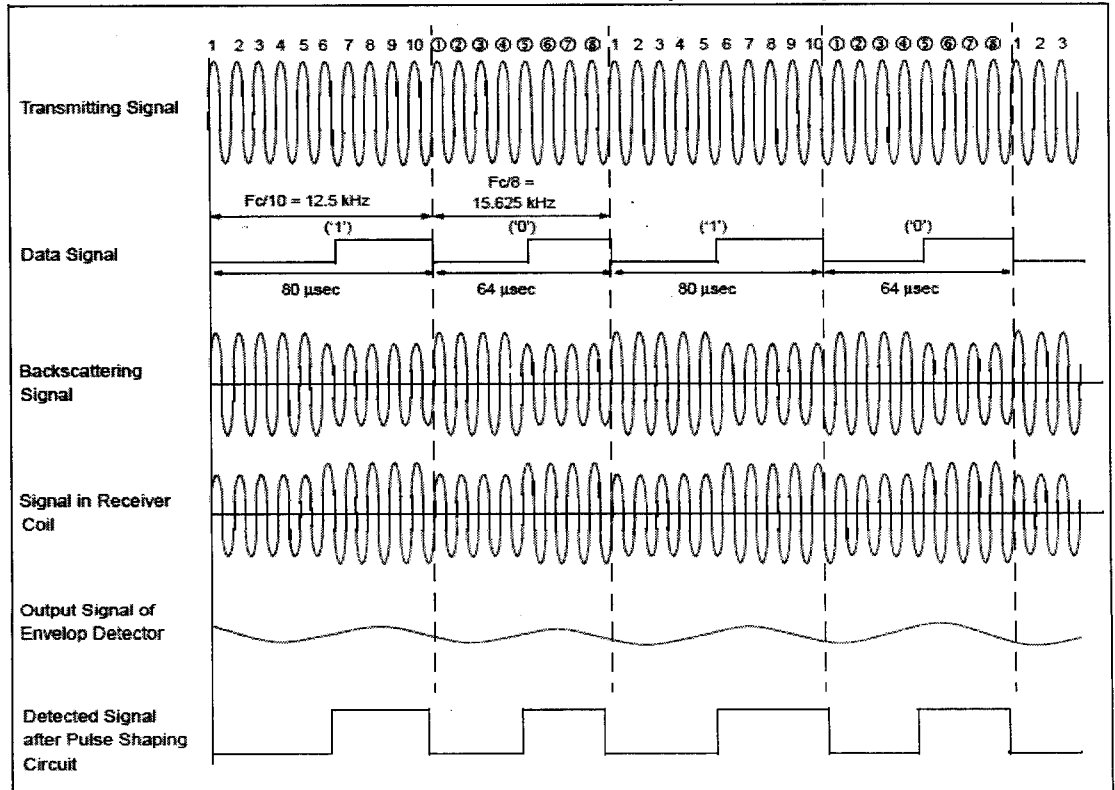 1 2 3 4 5 6 7 8 9 10 ① ② ③ ④ ⑤ ⑥ ⑦ ⑧ 1 2 3 4 5 6 7 8 9 10 ① ② ③ ④ ⑤ ⑥ ⑦ ⑧ 1 2 3
Transmitting Signal
Fc/10 = 12.5 kHz
Fc/8 =
15.625 kHz
('1') ('0') ('1') ('0')
Data Signal
80 µsec 64 µsec 80 µsec 64 µsec
Backscattering
Signal
Signal in Receiver
Coil
Output Signal of
Envelop Detector
Detected Signal
after Pulse Shaping
Circuit